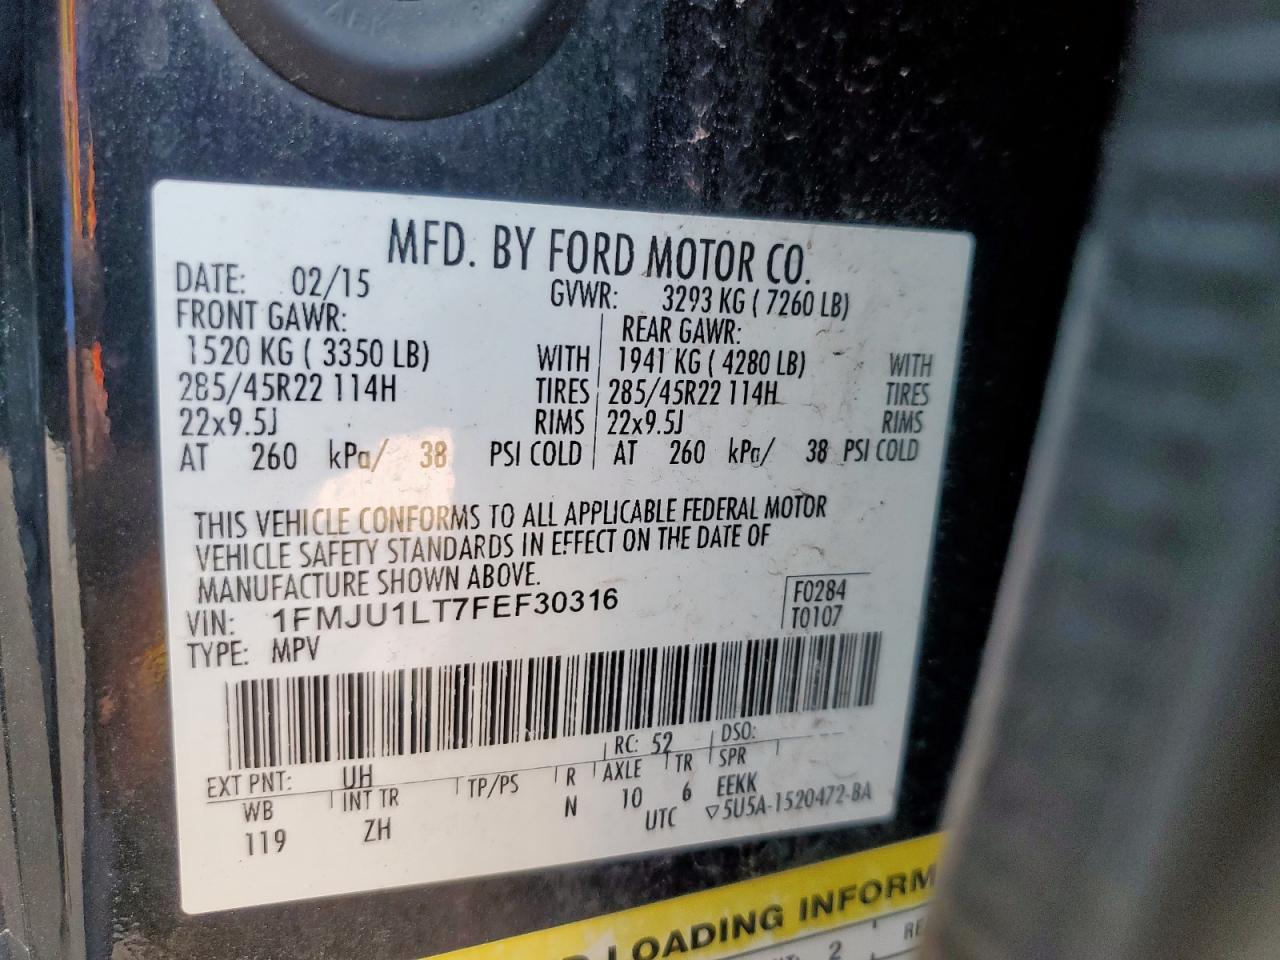 MFD. BY FORD MOTOR CO.
DATE: 02/15 GVWR: 3293 KG ( 7260 LB)
FRONT GAWR: REAR GAWR:
1520 KG ( 3350 LB) WITH 1941 KG ( 4280 LB) WITH
285/45R22 114H TIRES 285/45R22 114H TIRES
22x9.5J RIMS 22x9.5J RIMS
AT 260 kPa/ 38 PSI COLD AT 260 kPa/ 38 PSI COLD
THIS VEHICLE CONFORMS TO ALL APPLICABLE FEDERAL MOTOR
VEHICLE SAFETY STANDARDS IN EFFECT ON THE DATE OF
MANUFACTURE SHOWN ABOVE.
F0284
VIN: 1FMJU1LT7FEF30316
T0107
TYPE: MPV
EXT PNT: UH RC: 52 DSO:
WB INT TR TP/PS R AXLE TR SPR
119 ZH N 10 6 EEKK
UTC ▽5U5A-1520472-BA
LOADING INFORM
2 RE